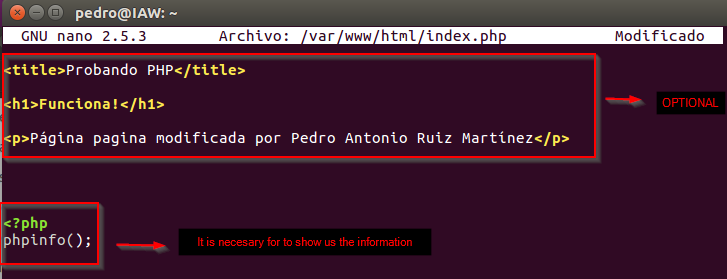 pedro@IAW: ~
GNU nano 2.5.3 Archivo: /var/www/html/index.php Modificado
<title>Probando PHP</title>
<h1>Funciona!</h1>
OPTIONAL
<p>Página pagina modificada por Pedro Antonio Ruiz Martínez</p>
<?php
phpinfo();
It is necesary for to show us the information